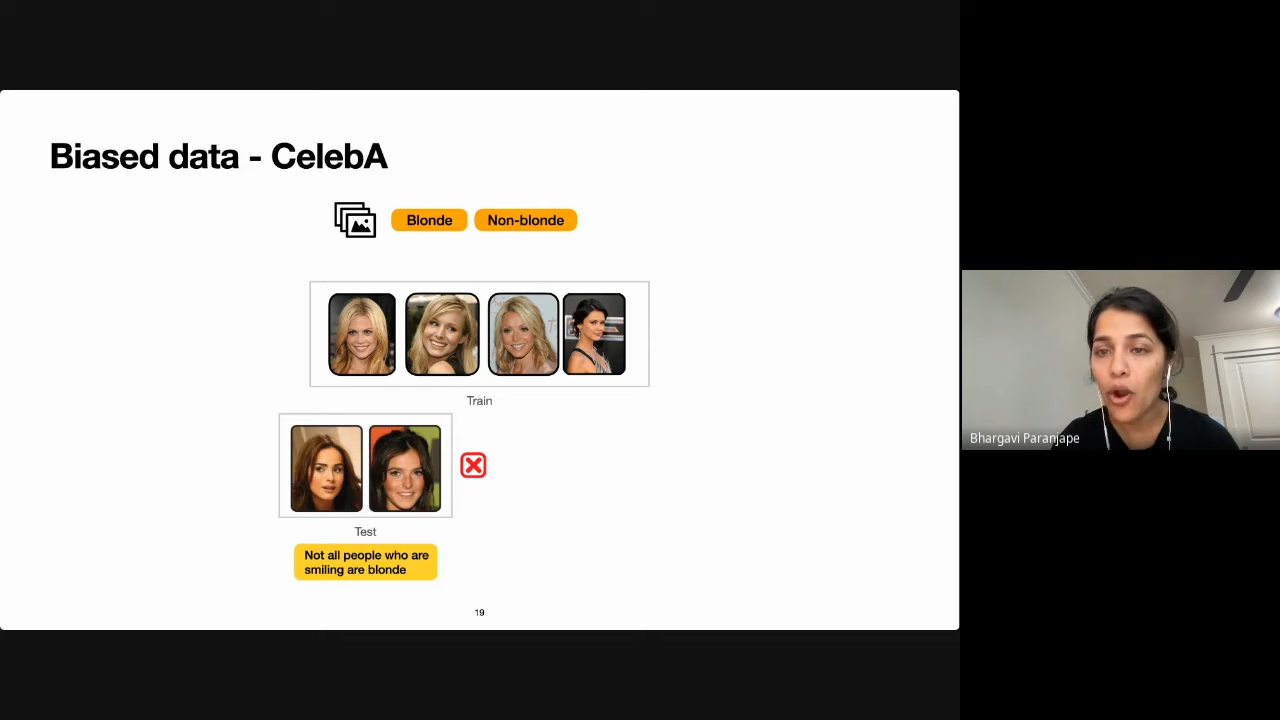 Biased data - CelebA
Blonde
Non-blonde
Train
Test
Not all people who are
smiling are blonde
19
Bhargavi Paranjape